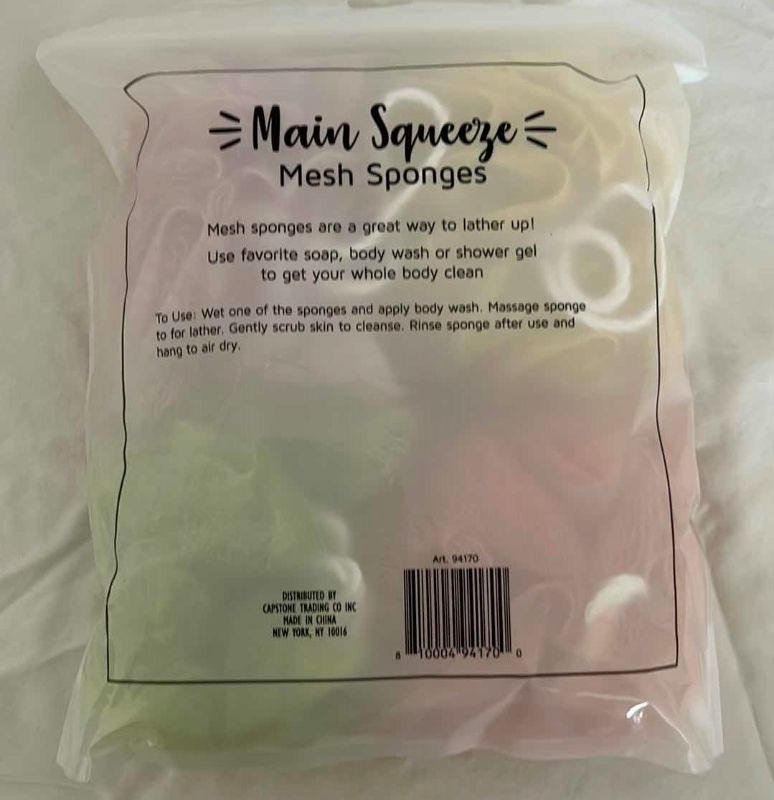 Main Squeeze
Mesh Sponges
Mesh sponges are a great way to lather up!
Use favorite soap, body wash or shower gel
to get your whole body clean
To Use: Wet one of the sponges and apply body wash. Massage sponge
to for lather. Gently scrub skin to cleanse. Rinse sponge after use and
hang to air dry.
DISTRIBUTED BY
CAPSTONE TRADING CO INC
MADE IN CHINA
NEW YORK, NY 10016
Art. 94170
8 10004 94170 0